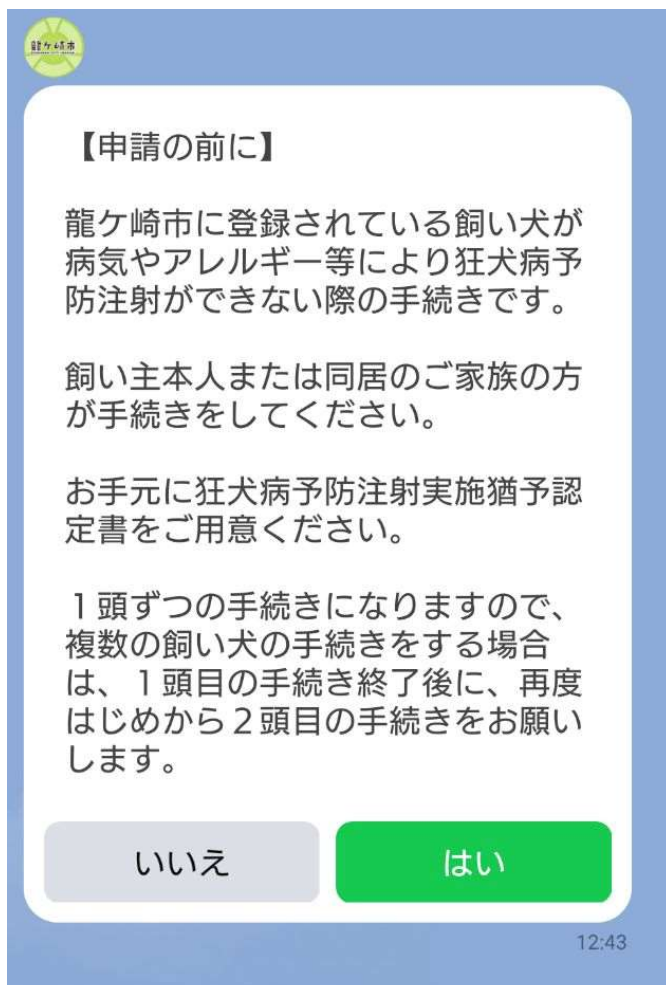 龍ケ崎市
【申請の前に】
龍ケ崎市に登録されている飼い犬が
病気やアレルギー等により狂犬病予
防注射ができない際の手続きです。
飼い主本人または同居のご家族の方
が手続きをしてください。
お手元に狂犬病予防注射実施猶予認
定書をご用意ください。
１頭ずつの手続きになりますので、
複数の飼い犬の手続きをする場合
は、１頭目の手続き終了後に、再度
はじめから２頭目の手続きをお願い
します。
いいえ
はい
12:43